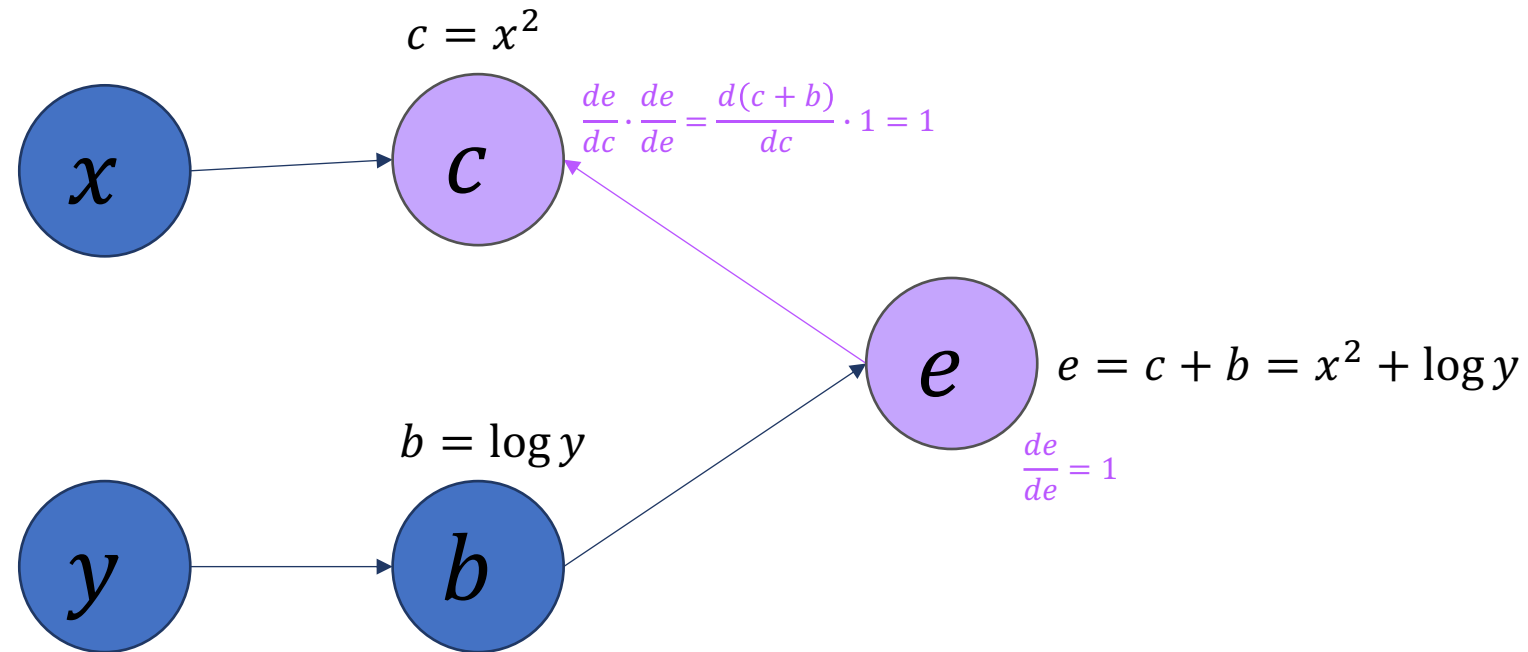 c = x²
x
c
de/dc · de/de = d(c + b)/dc · 1 = 1
e
e = c + b = x² + log y
de/de = 1
b = log y
y
b